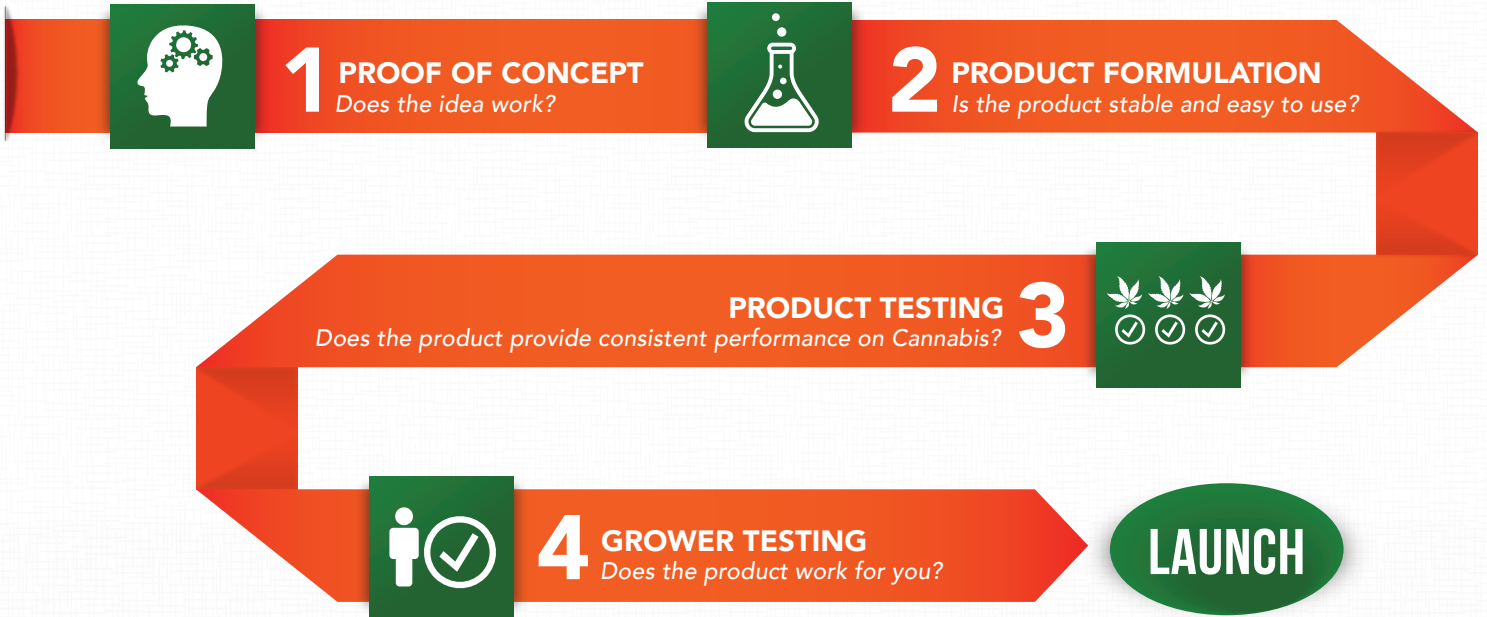 1 PROOF OF CONCEPT
Does the idea work?
2 PRODUCT FORMULATION
Is the product stable and easy to use?
PRODUCT TESTING 3
Does the product provide consistent performance on Cannabis?
4 GROWER TESTING
Does the product work for you?
LAUNCH